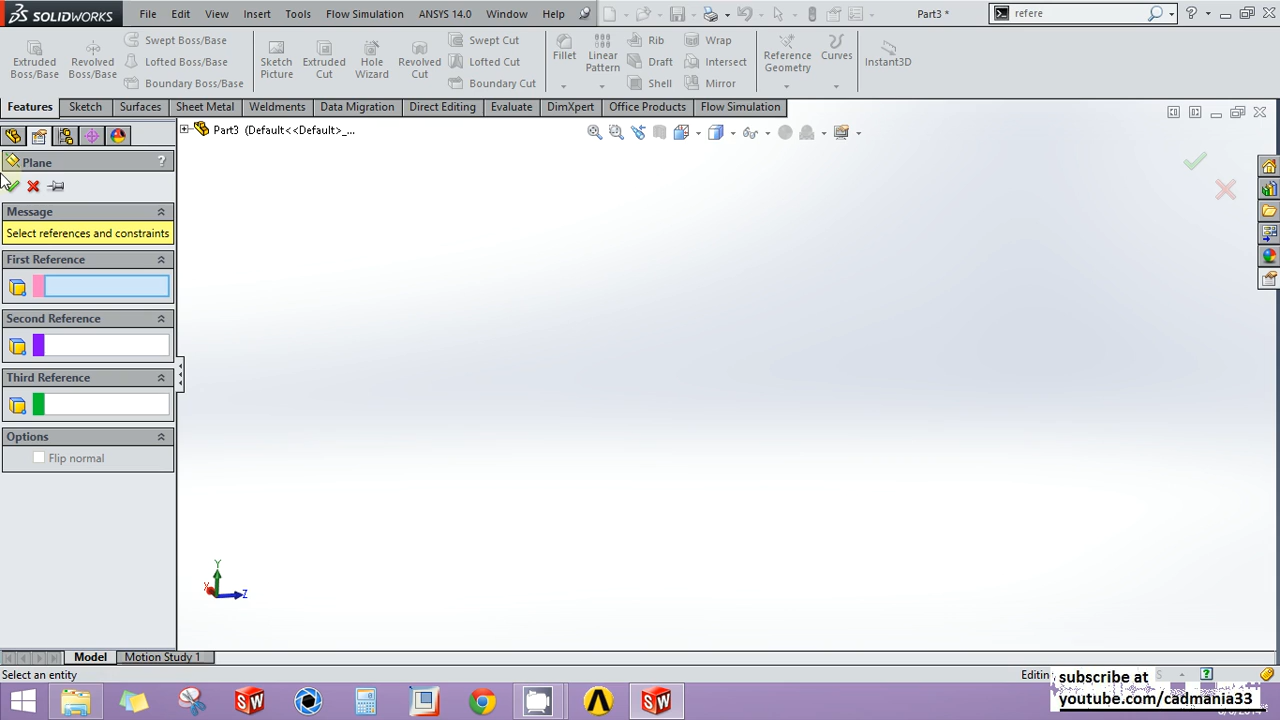 SOLIDWORKS File Edit View Insert Tools Flow Simulation ANSYS 14.0 Window Help Part3 * refere
Extruded Boss/Base
Revolved Boss/Base
Swept Boss/Base
Lofted Boss/Base
Boundary Boss/Base
Sketch Picture
Extruded Cut
Hole Wizard
Revolved Cut
Swept Cut
Lofted Cut
Boundary Cut
Fillet
Linear Pattern
Rib
Draft
Shell
Wrap
Intersect
Mirror
Reference Geometry
Curves
Instant3D
Features Sketch Surfaces Sheet Metal Weldments Data Migration Direct Editing Evaluate DimXpert Office Products Flow Simulation
Part3 (Default<<Default>_...
Plane ?
Message
Select references and constraints
First Reference
Second Reference
Third Reference
Options
Flip normal
Y
X
Z
Model Motion Study 1
Select an entity
Editin
subscribe at
youtube.com/cadmania33